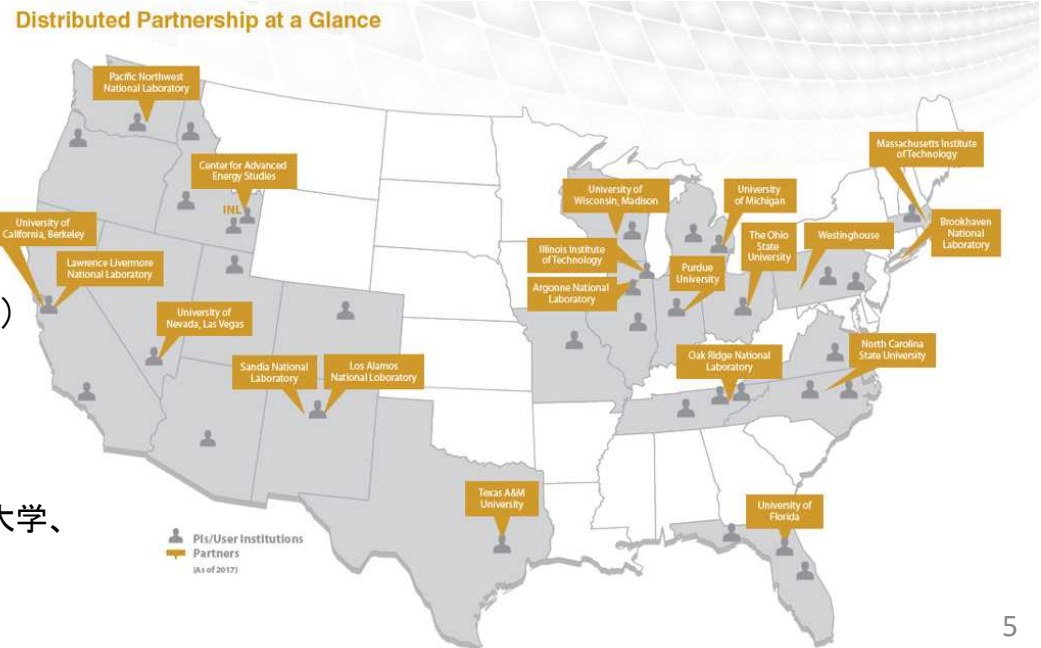 Distributed Partnership at a Glance
Pacific Northwest
National Laboratory
Center for Advanced
Energy Studies
INL
University of
California, Berkeley
Lawrence Livermore
National Laboratory
University of
Nevada, Las Vegas
Sandia National
Laboratory
Los Alamos
National Loboratory
Texas A&M
University
University of
Wisconsin, Madison
University
of Michigan
Illinois Institute
of Technology
Argonne National
Laboratory
Purdue
University
The Ohio
State
University
Westinghouse
Massachusetts Institute
of Technology
Brookhaven
National
Laboratory
Oak Ridge National
Laboratory
North Carolina
State University
University of
Florida
)
大学、
PIs/User Institutions
Partners
(As of 2017)
5